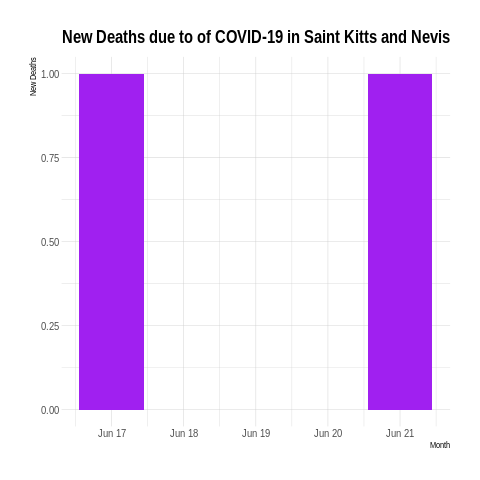 New Deaths due to of COVID-19 in Saint Kitts and Nevis
New Deaths
1.00
0.75
0.50
0.25
0.00
Jun 17 Jun 18 Jun 19 Jun 20 Jun 21
Month